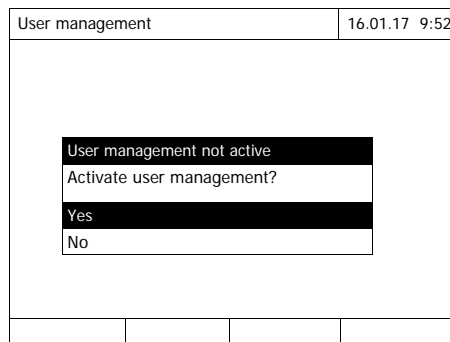 User management 16.01.17 9:52
User management not active
Activate user management?
Yes
No